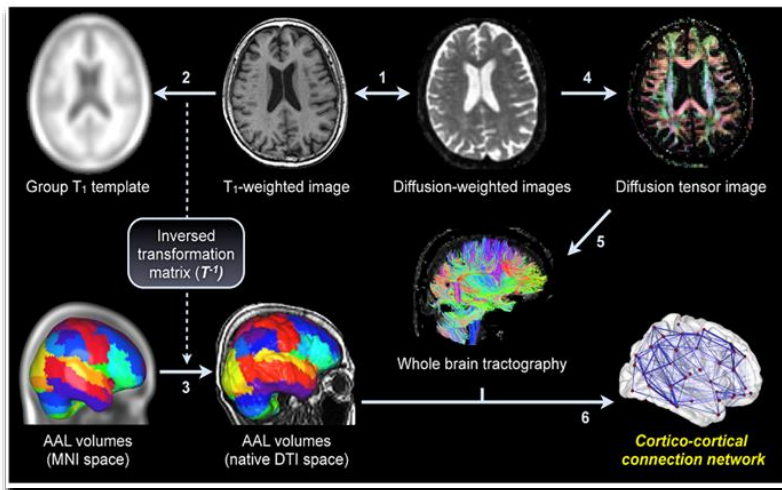 2
1
4
Group T₁ template
T₁-weighted image
Diffusion-weighted images
Diffusion tensor image
Inversed
transformation
matrix (T⁻¹)
5
Whole brain tractography
3
6
AAL volumes
(MNI space)
AAL volumes
(native DTI space)
Cortico-cortical
connection network